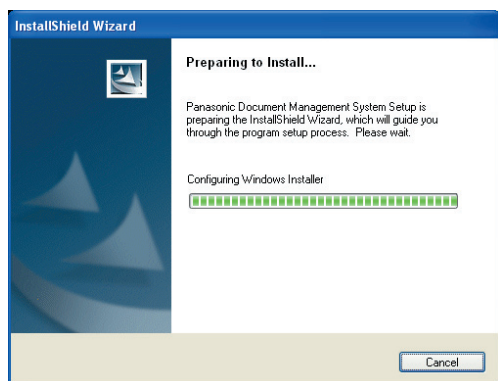 InstallShield Wizard
Preparing to Install...
Panasonic Document Management System Setup is
preparing the InstallShield Wizard, which will guide you
through the program setup process. Please wait.
Configuring Windows Installer
Cancel